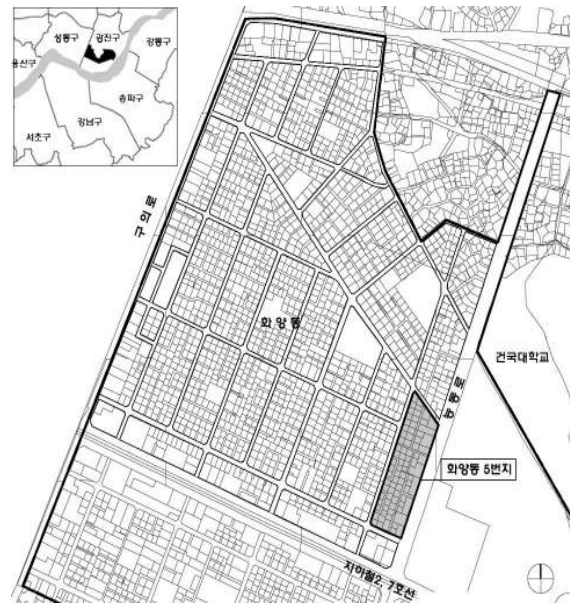 성동구
광진구
강동구
용산구
송파구
강남구
서초구
구의로
화양동
건국대학교
능동로
화양동 5번지
지하철2, 7호선